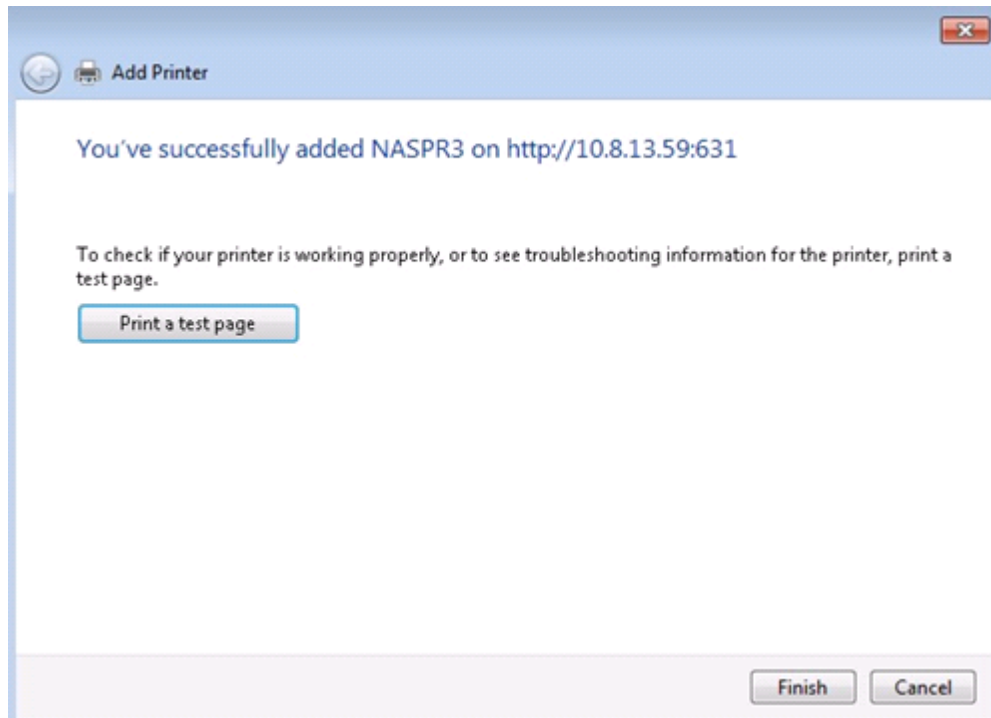 Add Printer
You've successfully added NASPR3 on http://10.8.13.59:631
To check if your printer is working properly, or to see troubleshooting information for the printer, print a
test page.
Print a test page
Finish
Cancel